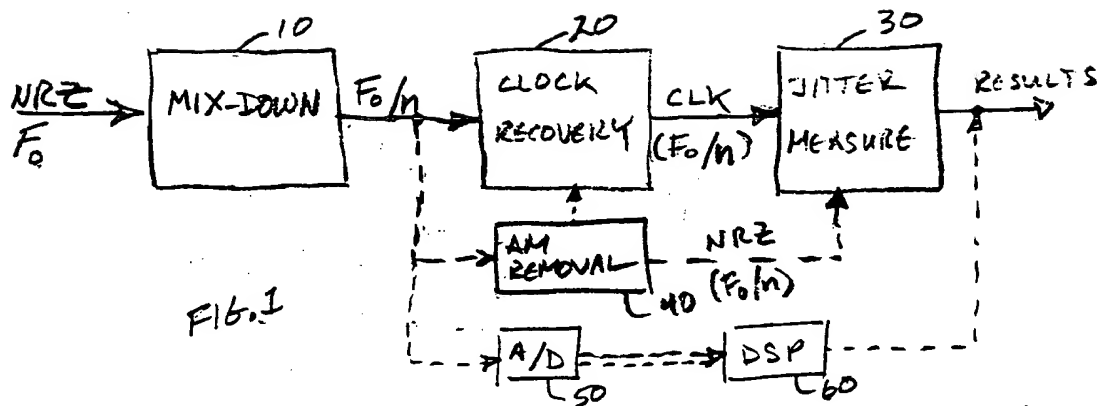 10
20
30
NRZ
F₀
MIX-DOWN
F₀/n
CLOCK
RECOVERY
CLK
(F₀/n)
JITTER
MEASURE
RESULTS
AM
REMOVAL
NRZ
(F₀/n)
40
FIG.1
A/D
DSP
50
60